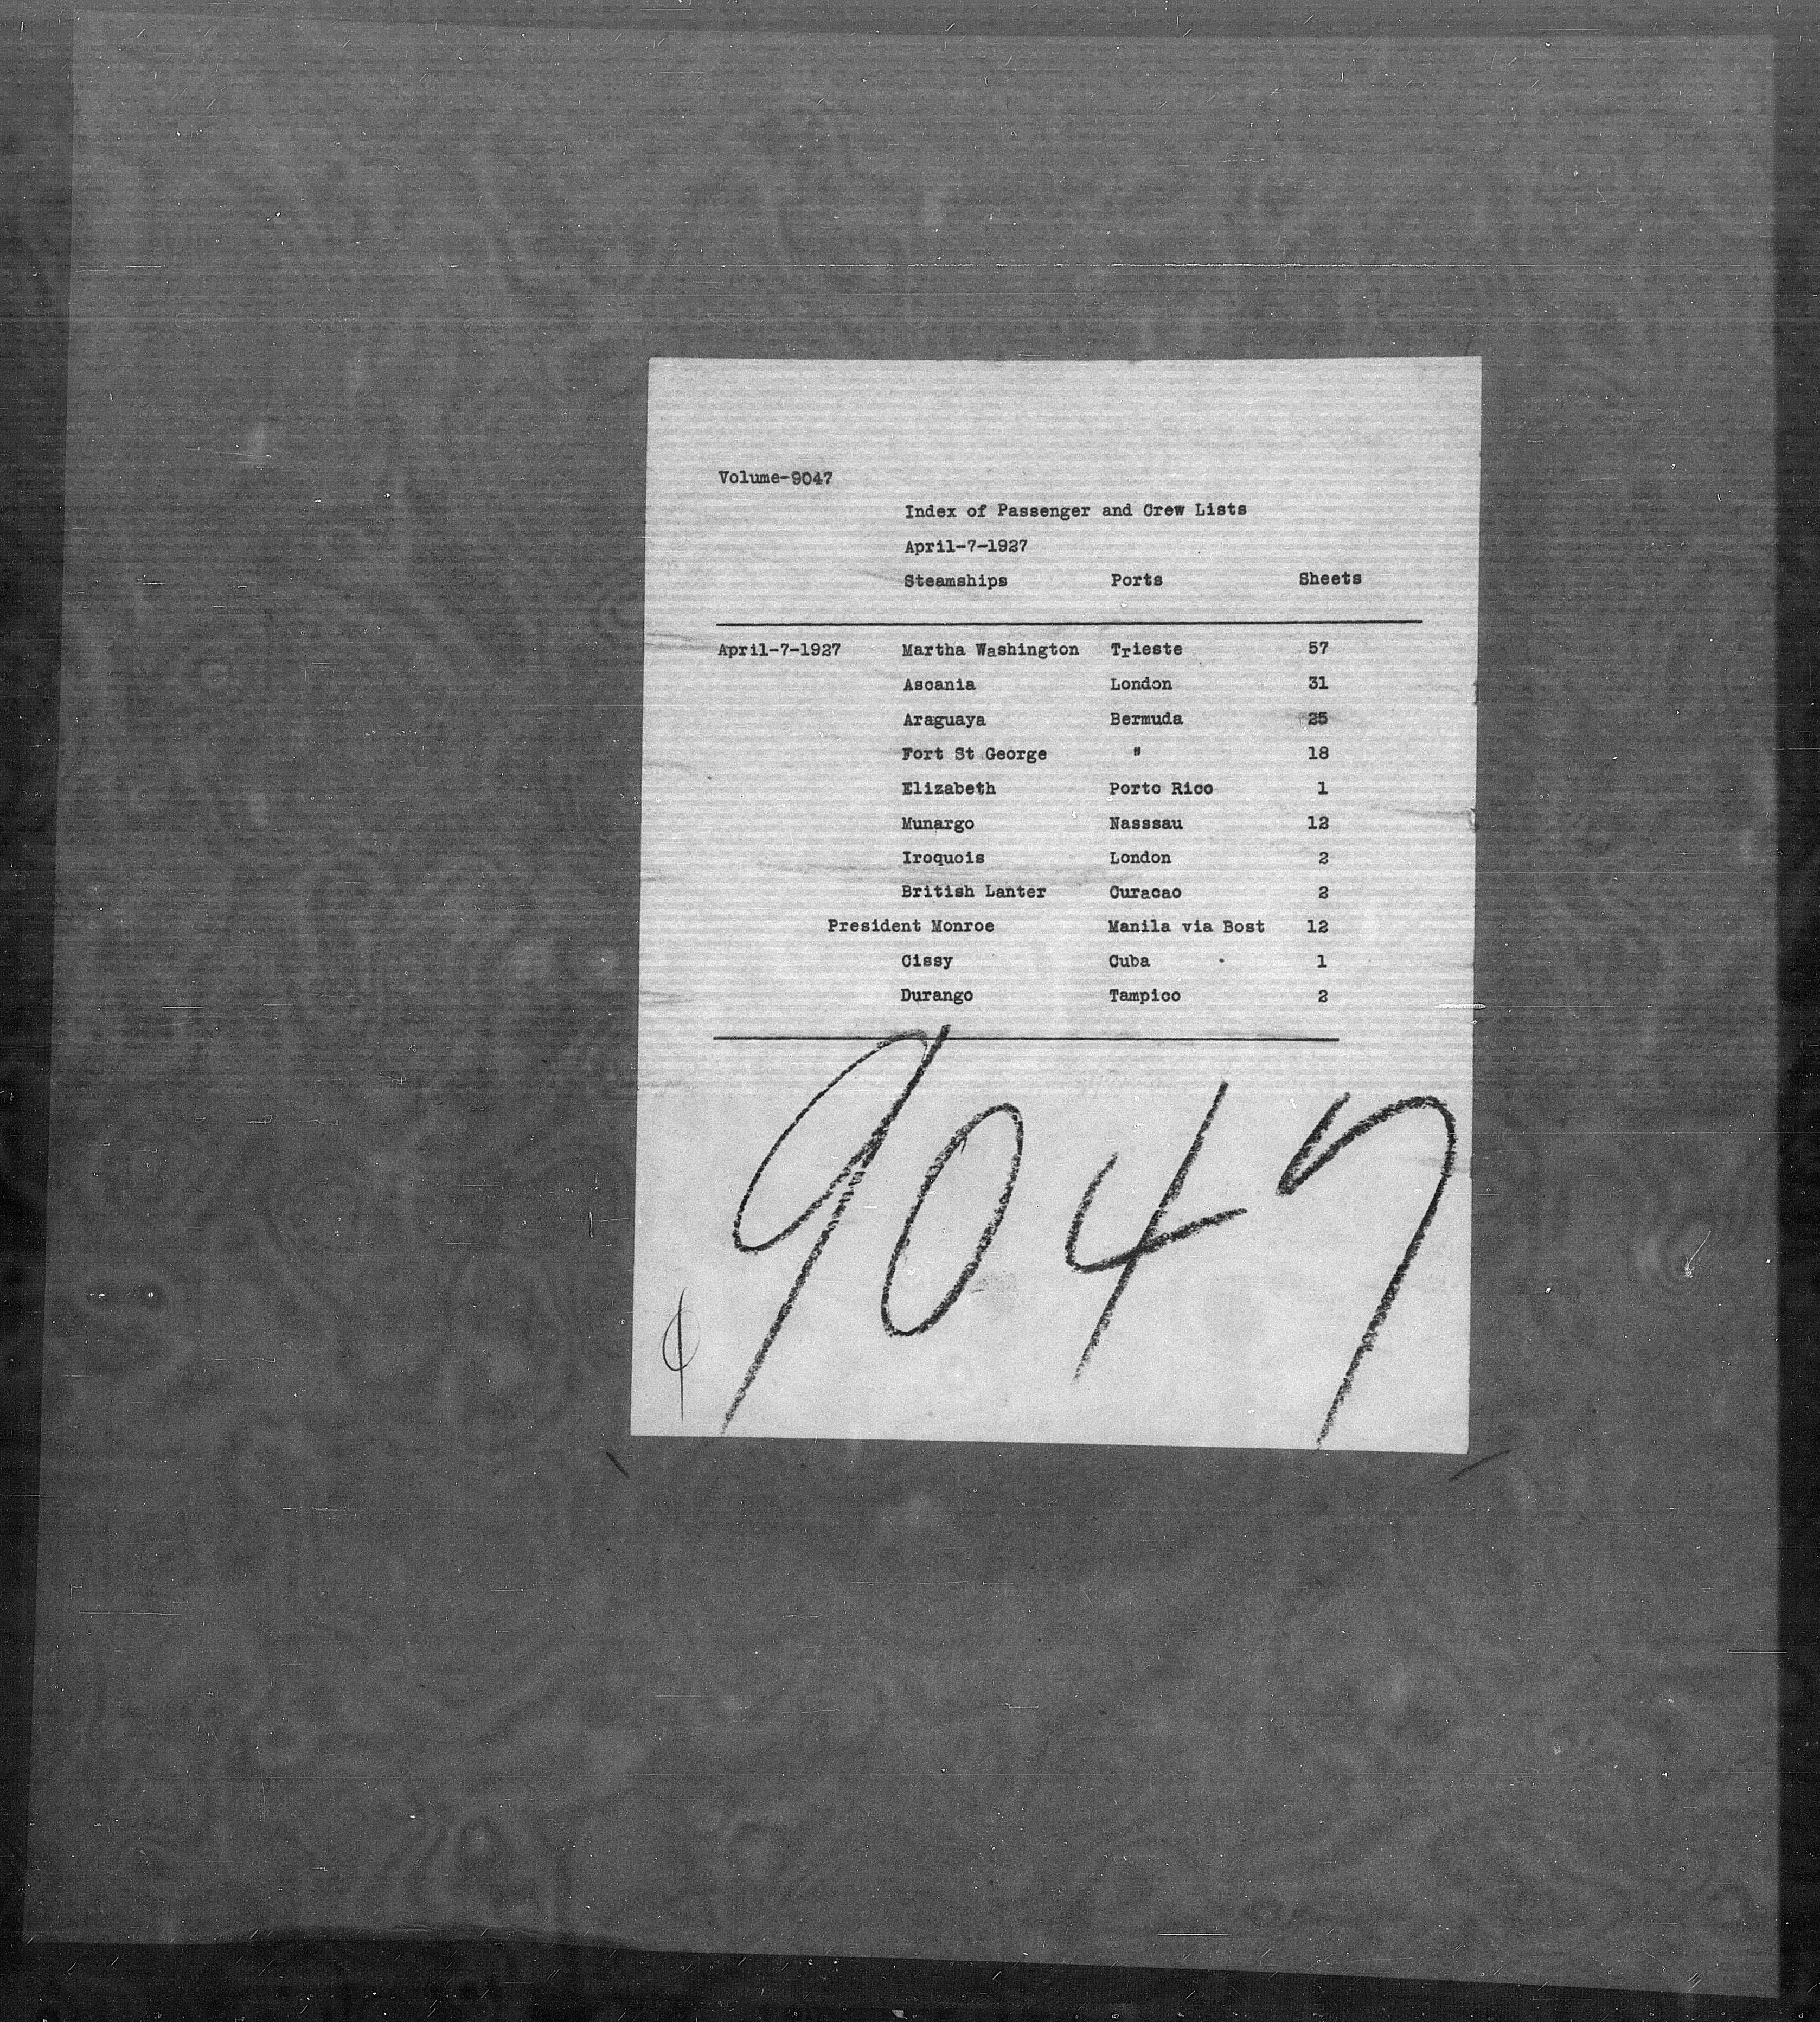 Volume-9047
Index of Passenger and Crew Lists
April-7-1927
Steamships Ports Sheets
April-7-1927 Martha Washington Trieste 57
Ascania London 31
Araguaya Bermuda 25
Fort St George " 18
Elizabeth Porto Rico 1
Munargo Nasssau 12
Iroquois London 2
British Lanter Curacao 2
President Monroe Manila via Bost 12
Cissy Cuba 1
Durango Tampico 2
9047